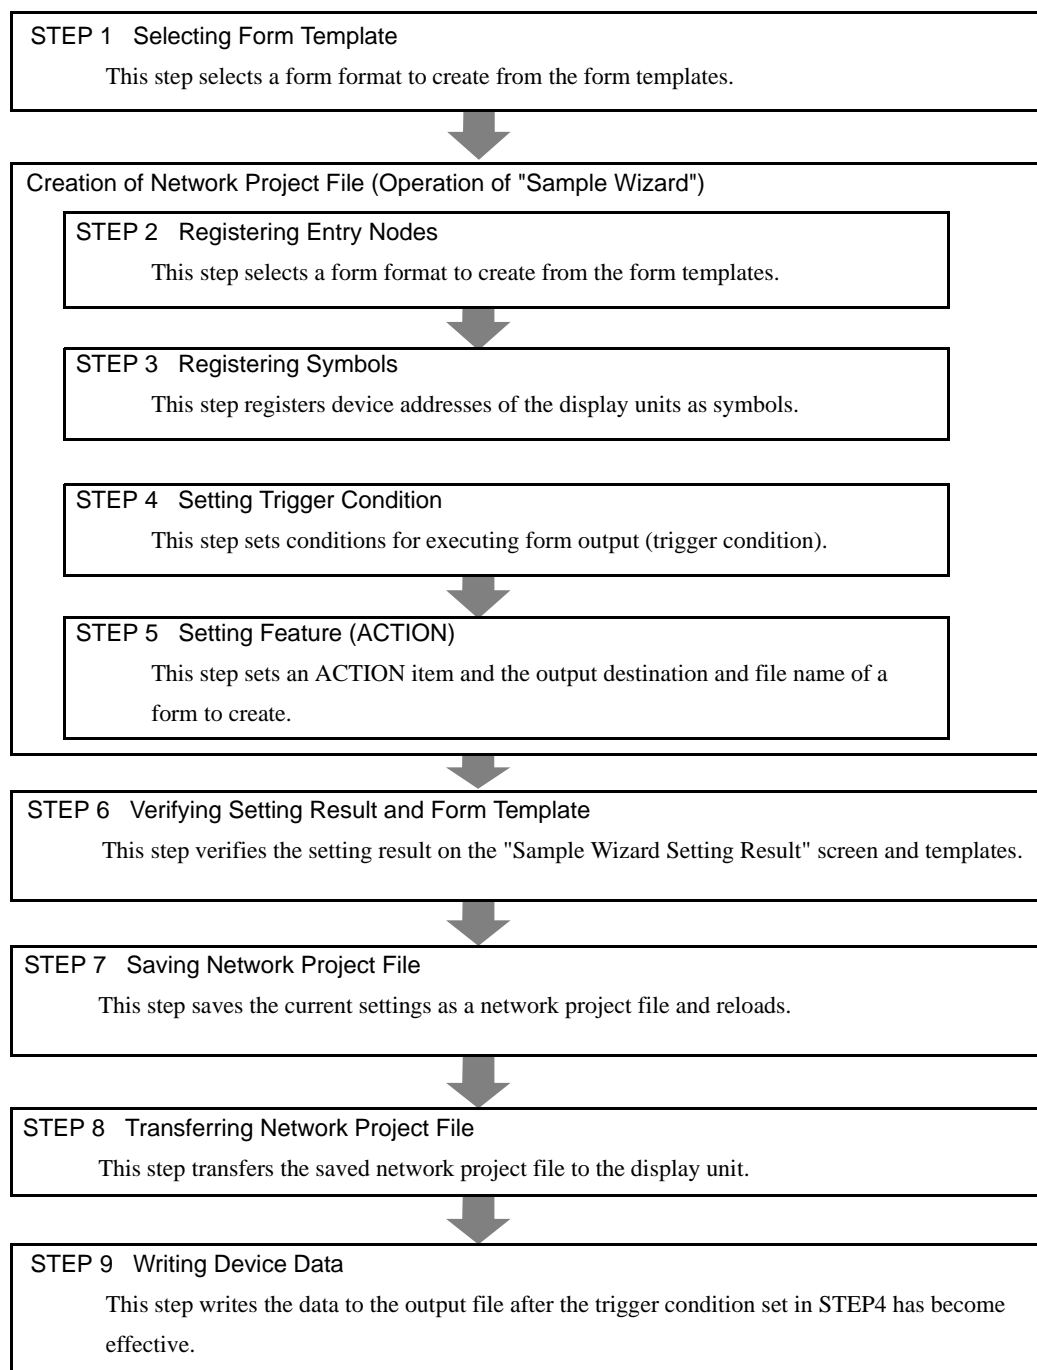 STEP 1 Selecting Form Template
This step selects a form format to create from the form templates.
Creation of Network Project File (Operation of "Sample Wizard")
STEP 2 Registering Entry Nodes
This step selects a form format to create from the form templates.
STEP 3 Registering Symbols
This step registers device addresses of the display units as symbols.
STEP 4 Setting Trigger Condition
This step sets conditions for executing form output (trigger condition).
STEP 5 Setting Feature (ACTION)
This step sets an ACTION item and the output destination and file name of a
form to create.
STEP 6 Verifying Setting Result and Form Template
This step verifies the setting result on the "Sample Wizard Setting Result" screen and templates.
STEP 7 Saving Network Project File
This step saves the current settings as a network project file and reloads.
STEP 8 Transferring Network Project File
This step transfers the saved network project file to the display unit.
STEP 9 Writing Device Data
This step writes the data to the output file after the trigger condition set in STEP4 has become
effective.